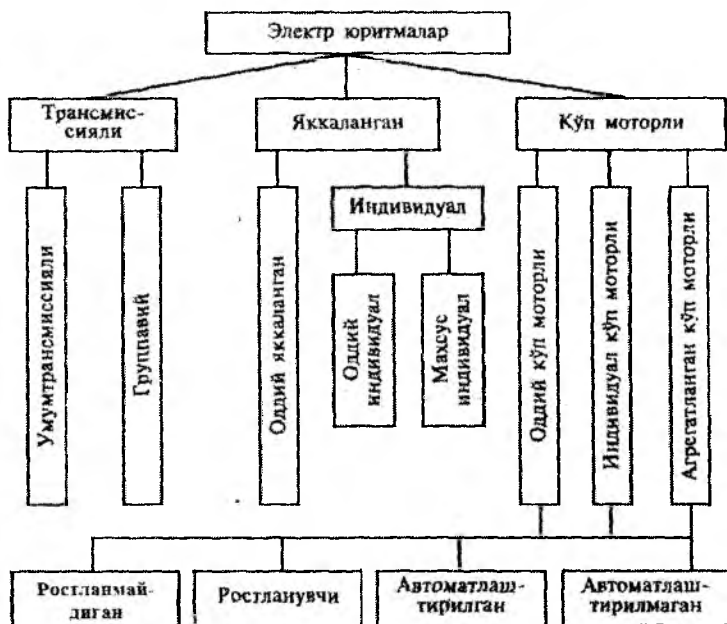 Электр юритмалар
Трансмис-
сияли
Яккаланган
Кўп моторли
Умумтрансмиссияли
Группавий
Оддий яккаланган
Индивидуал
Оддий
индивидуал
Махсус
индивидуал
Оддий кўп моторли
Индивидуал кўп моторли
Агрегатланган кўп моторли
Ростланмай-
диган
Ростланувчи
Автоматлаш-
тирилган
Автоматлаш-
тирилмаган